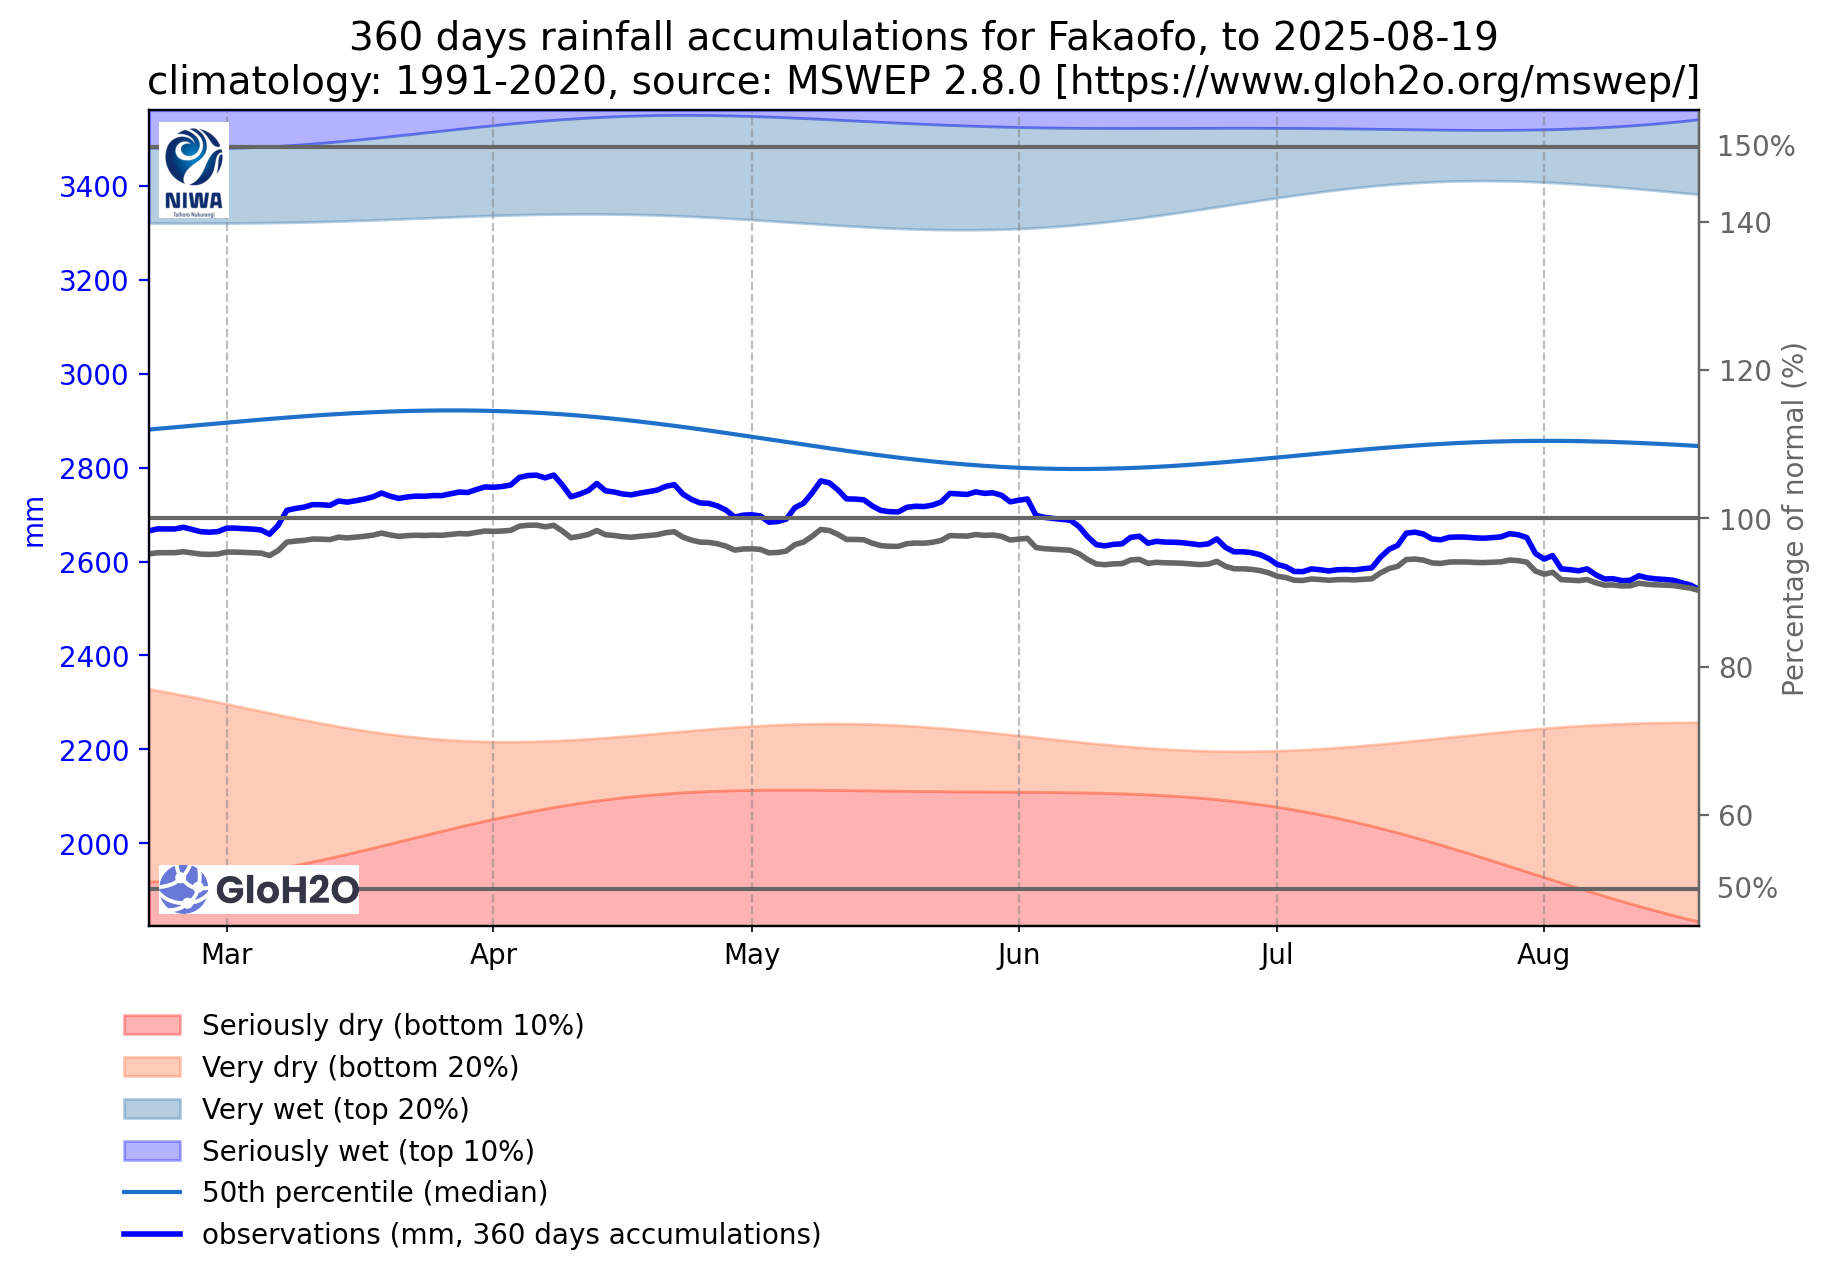 360 days rainfall accumulations for Fakaofo, to 2025-08-19
climatology: 1991-2020, source: MSWEP 2.8.0 [https://www.gloh2o.org/mswep/]
NIWA
Taihoro Nukurangi
3400
3200
3000
2800
2600
2400
2200
2000
mm
150%
140
120
100
80
60
50%
Percentage of normal (%)
GloH2O
Mar
Apr
May
Jun
Jul
Aug
Seriously dry (bottom 10%)
Very dry (bottom 20%)
Very wet (top 20%)
Seriously wet (top 10%)
50th percentile (median)
observations (mm, 360 days accumulations)